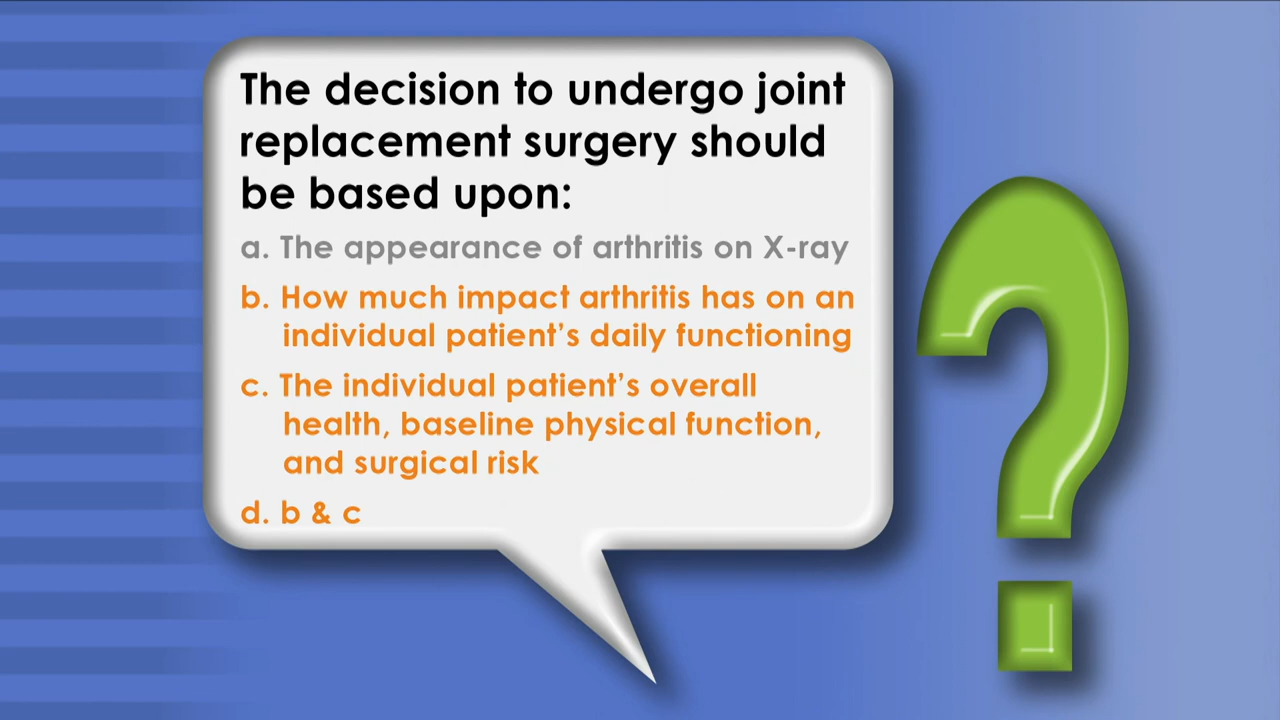 The decision to undergo joint
replacement surgery should
be based upon:
a. The appearance of arthritis on X-ray
b. How much impact arthritis has on an
individual patient’s daily functioning
c. The individual patient’s overall
health, baseline physical function,
and surgical risk
d. b & c
?